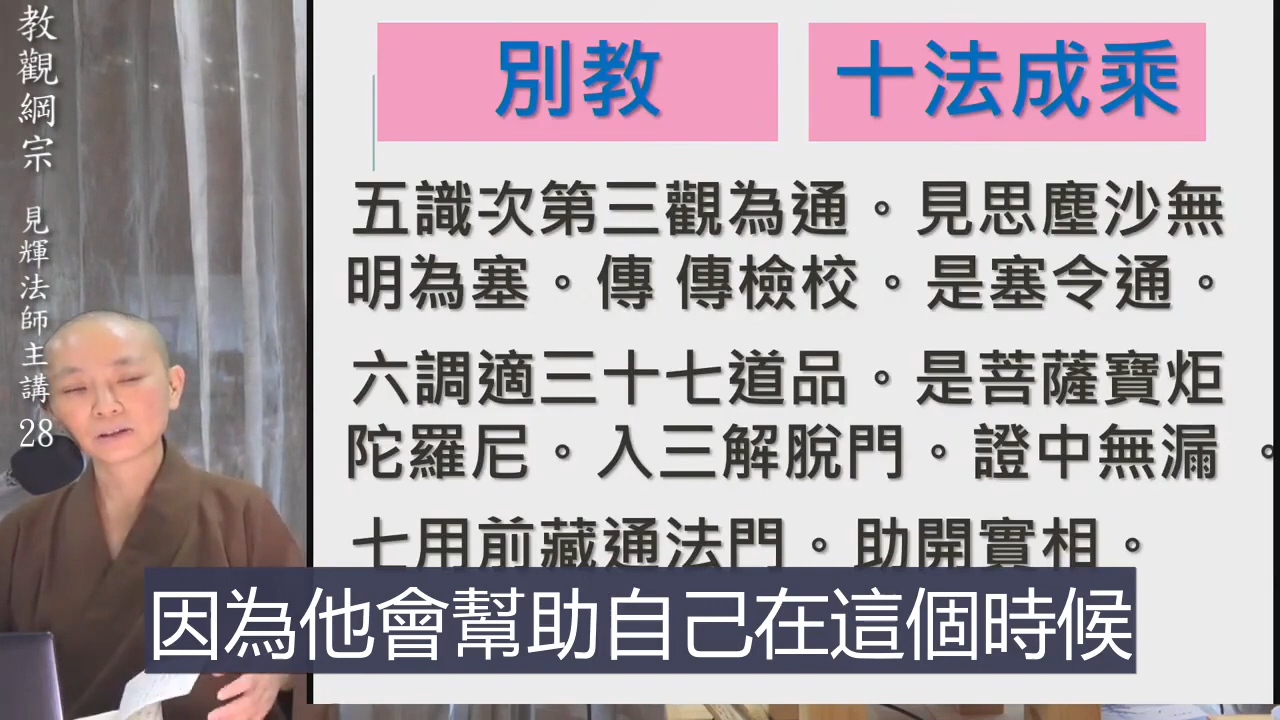 教觀綱宗 見輝法師主講 28
別教
十法成乘
五識次第三觀為通。見思塵沙無
明為塞。傳 傳檢校。是塞令通。
六調適三十七道品 。是菩薩寶炬
陀羅尼。入三解脫門。證中無漏 。
七用前藏通法門。助開實相。
因為他會幫助自己在這個時候